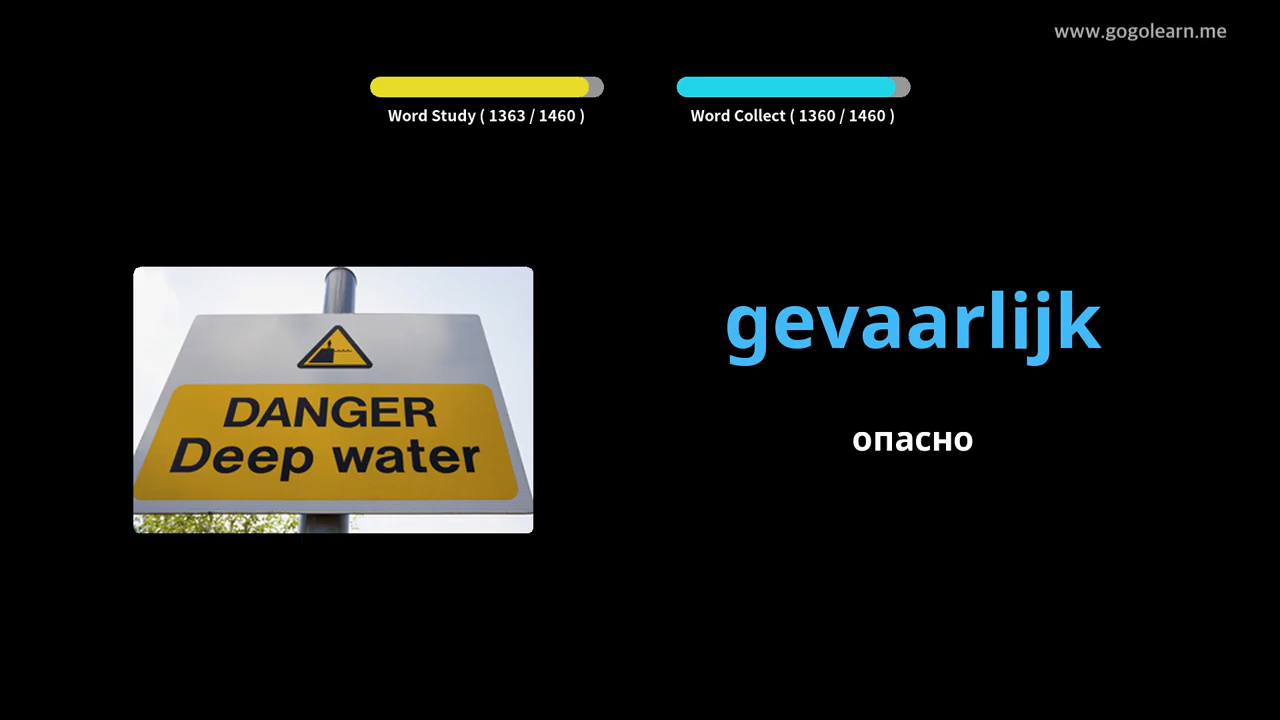 www.gogolearn.me
Word Study ( 1363 / 1460 )
Word Collect ( 1360 / 1460 )
DANGER
Deep water
gevaarlijk
опасно